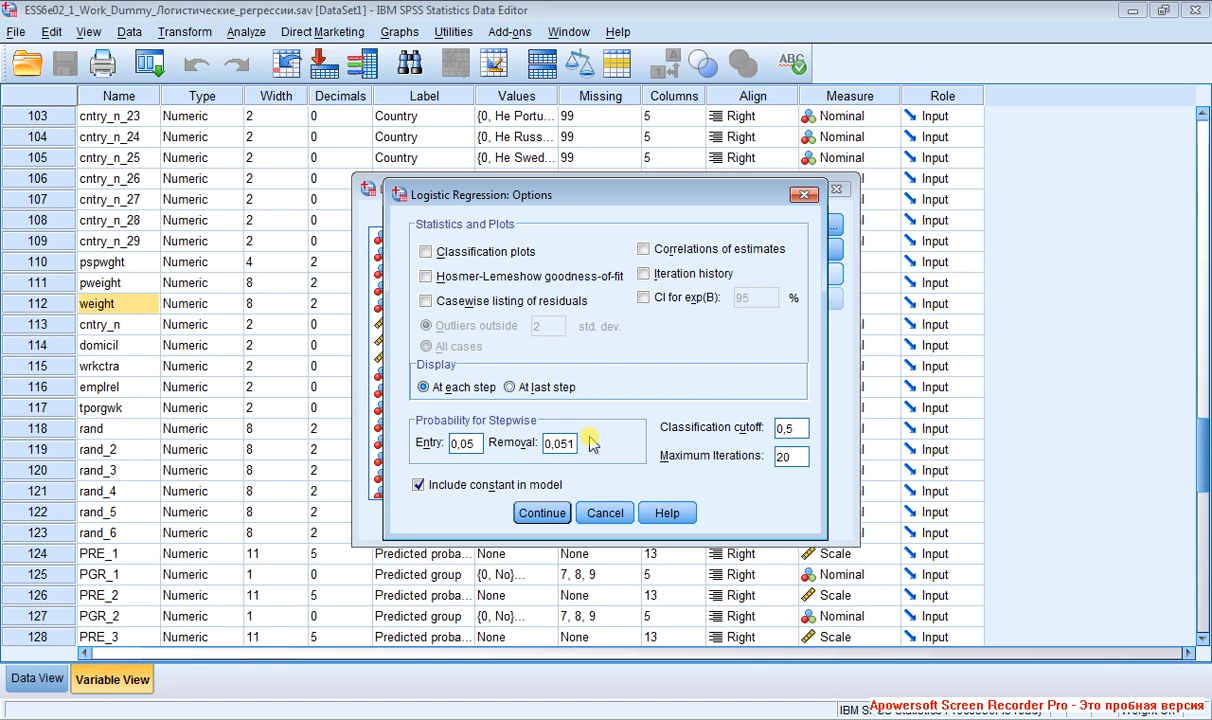 ESS6e02_1_Work_Dummy_Логистические_регрессии.sav [DataSet1] - IBM SPSS Statistics Data Editor
File Edit View Data Transform Analyze Direct Marketing Graphs Utilities Add-ons Window Help
Name Type Width Decimals Label Values Missing Columns Align Measure Role
103 cntry_n_23 Numeric 2 0 Country {0, He Portu... 99 5 Right Nominal Input
104 cntry_n_24 Numeric 2 0 Country {0, He Russ... 99 5 Right Nominal Input
105 cntry_n_25 Numeric 2 0 Country {0, He Swed... 99 5 Right Nominal Input
106 cntry_n_26 Numeric 2 0 Input
107 cntry_n_27 Numeric 2 0 Input
108 cntry_n_28 Numeric 2 0 Input
109 cntry_n_29 Numeric 2 0 Input
110 pspwght Numeric 4 2 Input
111 pweight Numeric 8 2 Input
112 weight Numeric 8 2 Input
113 cntry_n Numeric 2 0 Input
114 domicil Numeric 2 0 Input
115 wrkctra Numeric 2 0 Input
116 emplrel Numeric 2 0 Input
117 tporgwk Numeric 2 0 Input
118 rand Numeric 8 2 Input
119 rand_2 Numeric 8 2 Input
120 rand_3 Numeric 8 2 Input
121 rand_4 Numeric 8 2 Input
122 rand_5 Numeric 8 2 Input
123 rand_6 Numeric 8 2 Input
124 PRE_1 Numeric 11 5 Predicted proba... None None 13 Right Scale Input
125 PGR_1 Numeric 1 0 Predicted group {0, No}... 7, 8, 9 5 Right Nominal Input
126 PRE_2 Numeric 11 5 Predicted proba... None None 13 Right Scale Input
127 PGR_2 Numeric 1 0 Predicted group {0, No}... 7, 8, 9 5 Right Nominal Input
128 PRE_3 Numeric 11 5 Predicted proba... None None 13 Right Scale Input
Logistic Regression: Options
Statistics and Plots
Classification plots Correlations of estimates
Hosmer-Lemeshow goodness-of-fit Iteration history
Casewise listing of residuals CI for exp(B): 95 %
Outliers outside 2 std. dev.
All cases
Display
At each step At last step
Probability for Stepwise
Entry: 0,05 Removal: 0,051
Classification cutoff: 0,5
Maximum Iterations: 20
Include constant in model
Continue Cancel Help
Data View Variable View
Apowersoft Screen Recorder Pro - Это пробная версия